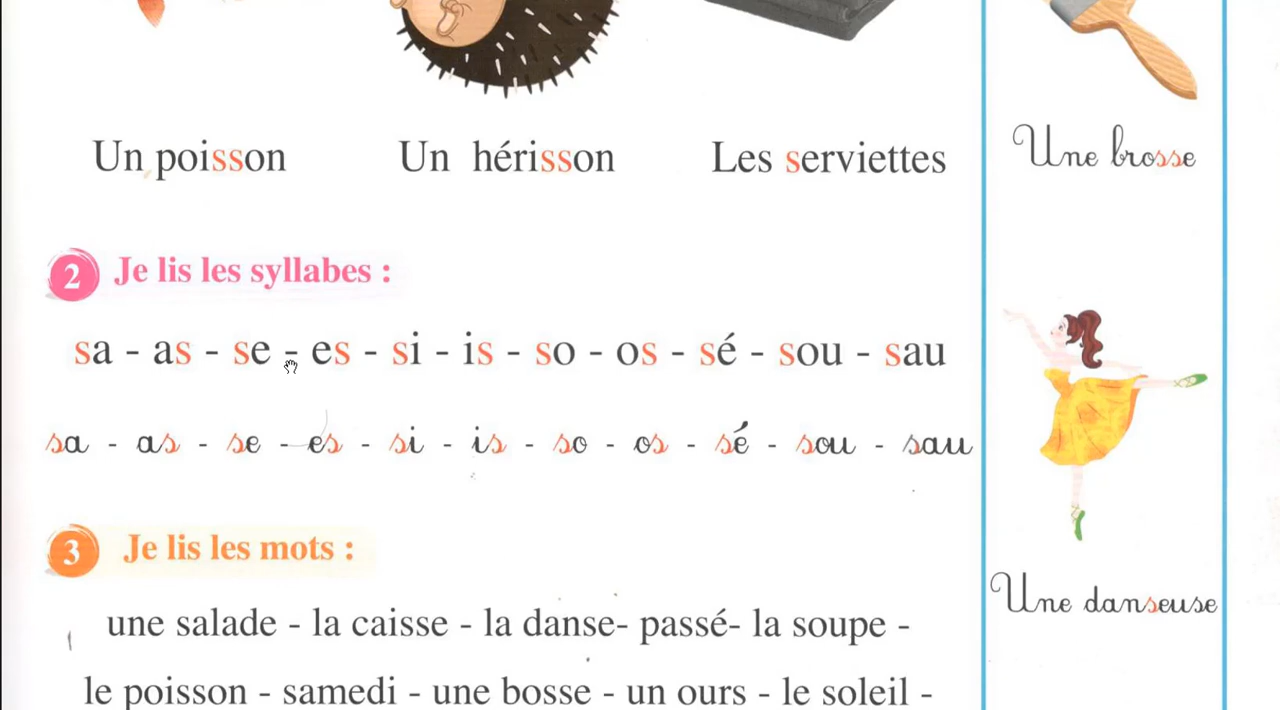 Un poisson
Un hérisson
Les serviettes
2 Je lis les syllabes :
sa - as - se - es - si - is - so - os - sé - sou - sau
sa - as - se - es - si - is - so - os - sé - sou - sau
3 Je lis les mots :
une salade - la caisse - la danse- passé- la soupe -
le poisson - samedi - une bosse - un ours - le soleil -
Une brosse
Une danseuse